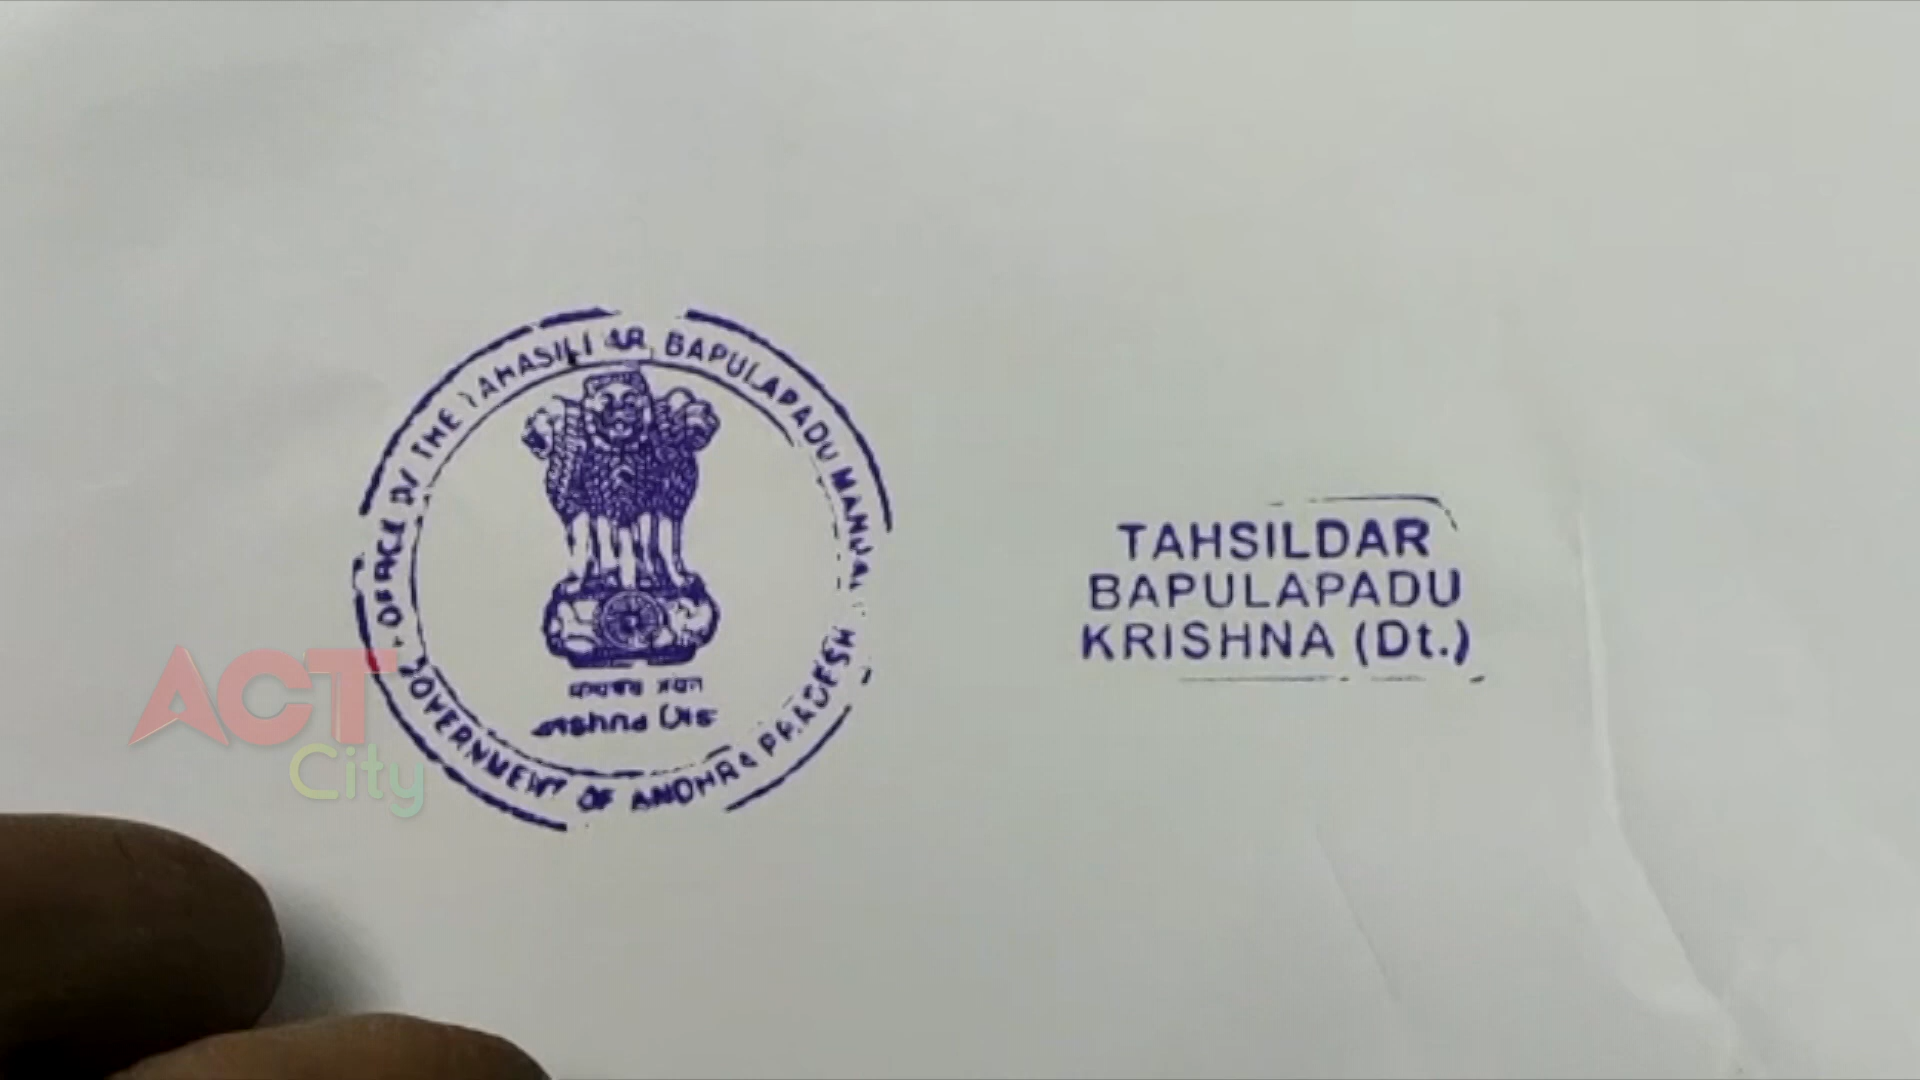 OFFICE OF THE TAHASILDAR, BAPULAPADU MANDAL
GOVERNMENT OF ANDHRA PRADESH
TAHSILDAR
BAPULAPADU
KRISHNA (Dt.)
ACT
City